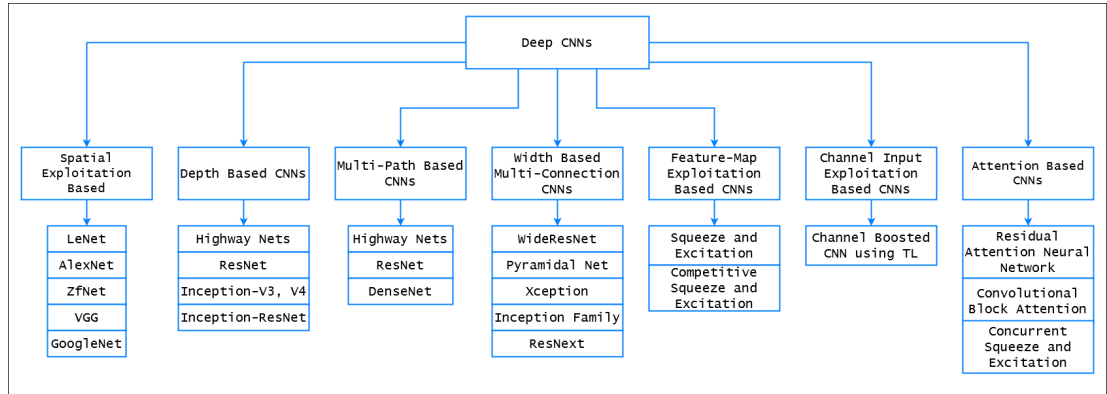 Deep CNNs
Spatial
Exploitation
Based
Depth Based CNNs
Multi-Path Based
CNNs
Width Based
Multi-Connection
CNNs
Feature-Map
Exploitation
Based CNNs
Channel Input
Exploitation
Based CNNs
Attention Based
CNNs
LeNet
AlexNet
ZfNet
VGG
GoogleNet
Highway Nets
ResNet
Inception-V3, V4
Inception-ResNet
Highway Nets
ResNet
DenseNet
WideResNet
Pyramidal Net
Xception
Inception Family
ResNext
Squeeze and
Excitation
Competitive
Squeeze and
Excitation
Channel Boosted
CNN using TL
Residual
Attention Neural
Network
Convolutional
Block Attention
Concurrent
Squeeze and
Excitation